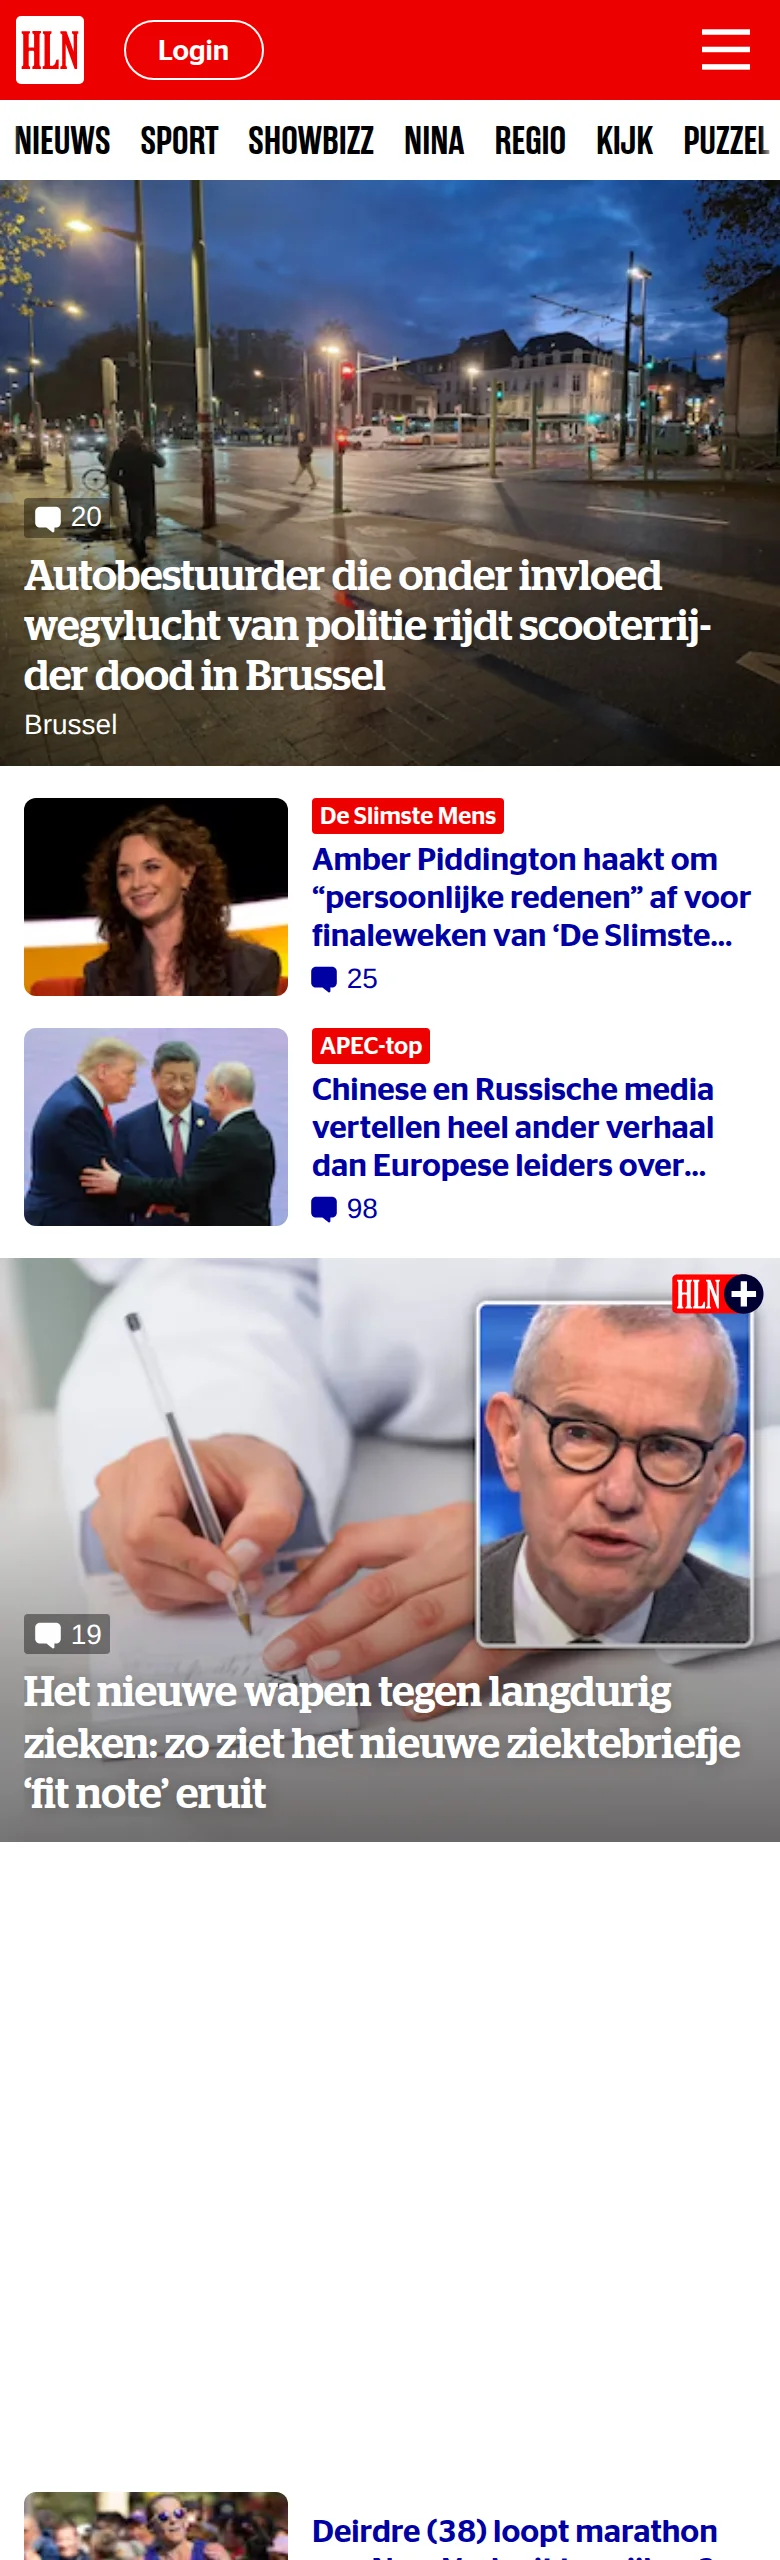 HLN
Login
NIEUWS SPORT SHOWBIZZ NINA REGIO KIJK PUZZEL
20
Autobestuurder die onder invloed
wegvlucht van politie rijdt scooterrij-
der dood in Brussel
Brussel
De Slimste Mens
Amber Piddington haakt om
“persoonlijke redenen” af voor
finaleweken van ‘De Slimste...
25
APEC-top
Chinese en Russische media
vertellen heel ander verhaal
dan Europese leiders over...
98
HLN+
19
Het nieuwe wapen tegen langdurig
zieken: zo ziet het nieuwe ziektebriefje
‘fit note’ eruit
Deirdre (38) loopt marathon